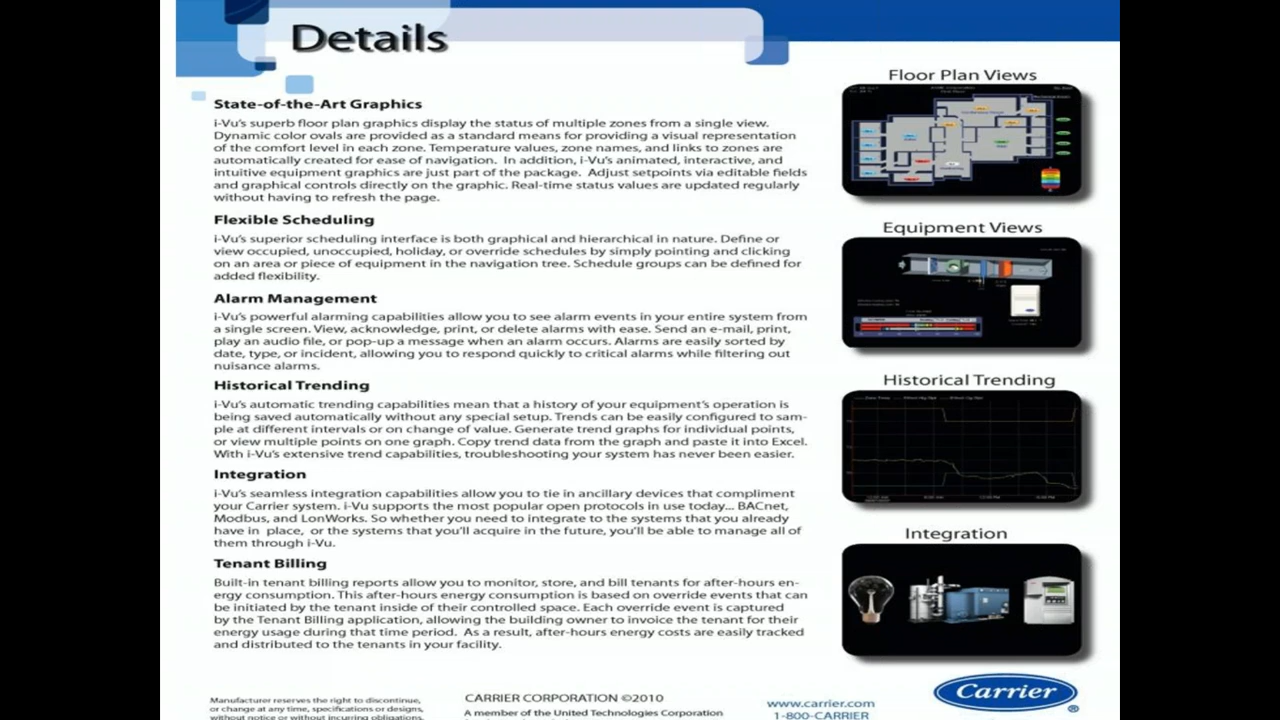 Details
State-of-the-Art Graphics
i-Vu's superb floor plan graphics display the status of multiple zones from a single view.
Dynamic color ovals are provided as a standard means for providing a visual representation
of the comfort level in each zone. Temperature values, zone names, and links to zones are
automatically created for ease of navigation. In addition, i-Vu's animated, interactive, and
intuitive equipment graphics are just part of the package. Adjust setpoints via editable fields
and graphical controls directly on the graphic. Real-time status values are updated regularly
without having to refresh the page.
Flexible Scheduling
i-Vu's superior scheduling interface is both graphical and hierarchical in nature. Define or
view occupied, unoccupied, holiday, or override schedules by simply pointing and clicking
on an area or piece of equipment in the navigation tree. Schedule groups can be defined for
added flexibility.
Alarm Management
i-Vu's powerful alarming capabilities allow you to see alarm events in your entire system from
a single screen. View, acknowledge, print, or delete alarms with ease. Send an e-mail, print,
play an audio file, or pop-up a message when an alarm occurs. Alarms are easily sorted by
date, type, or incident, allowing you to respond quickly to critical alarms while filtering out
nuisance alarms.
Historical Trending
i-Vu's automatic trending capabilities mean that a history of your equipment's operation is
being saved automatically without any special setup. Trends can be easily configured to sam-
ple at different intervals or on change of value. Generate trend graphs for individual points,
or view multiple points on one graph. Copy trend data from the graph and paste it into Excel.
With i-Vu's extensive trend capabilities, troubleshooting your system has never been easier.
Integration
i-Vu's seamless integration capabilities allow you to tie in ancillary devices that compliment
your Carrier system. i-Vu supports the most popular open protocols in use today... BACnet,
Modbus, and LonWorks. So whether you need to integrate to the systems that you already
have in place, or the systems that you'll acquire in the future, you'll be able to manage all of
them through i-Vu.
Tenant Billing
Built-in tenant billing reports allow you to monitor, store, and bill tenants for after-hours en-
ergy consumption. This after-hours energy consumption is based on override events that can
be initiated by the tenant inside of their controlled space. Each override event is captured
by the Tenant Billing application, allowing the building owner to invoice the tenant for their
energy usage during that time period. As a result, after-hours energy costs are easily tracked
and distributed to the tenants in your facility.
Floor Plan Views
Equipment Views
Historical Trending
Integration
Manufacturer reserves the right to discontinue,
or change at any time, specifications or designs,
without notice or without incurring obligations.
CARRIER CORPORATION ©2010
A member of the United Technologies Corporation
www.carrier.com
1-800-CARRIER
Carrier
®